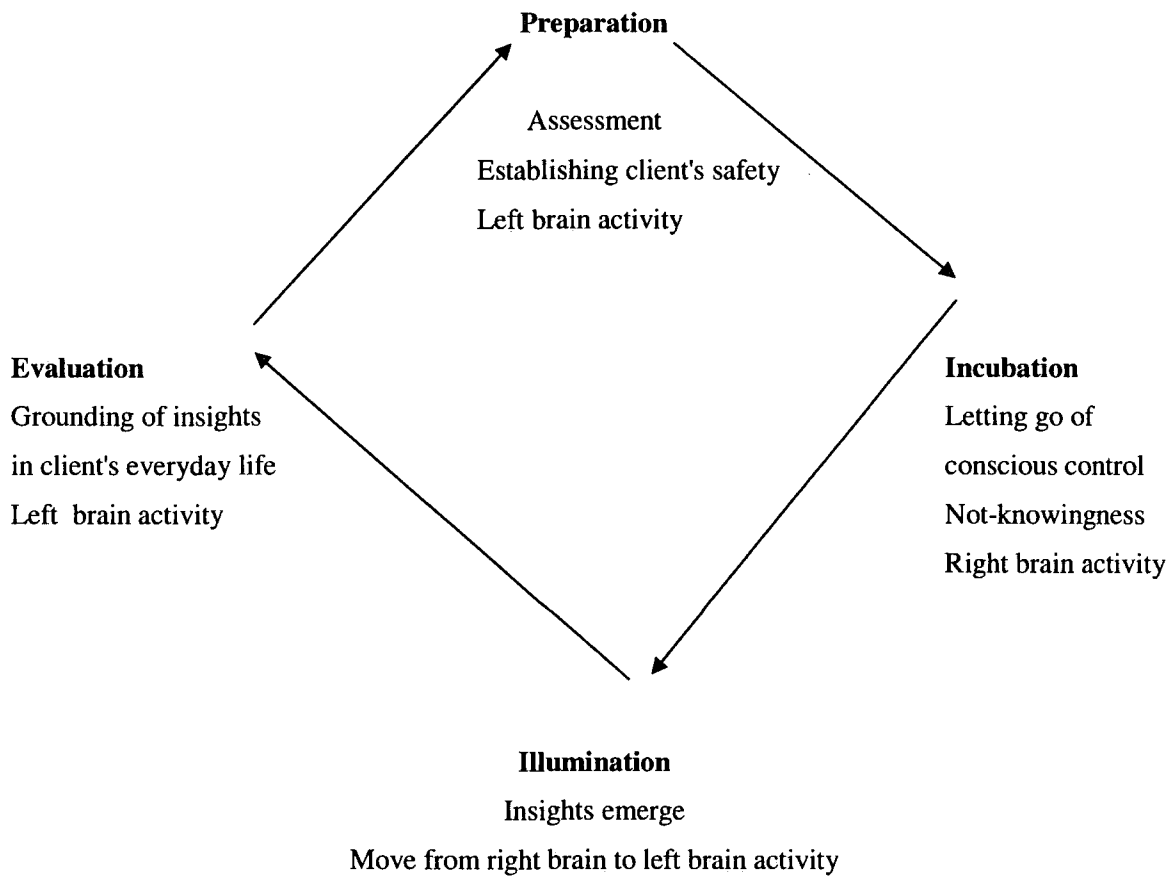 Preparation
Assessment
Establishing client's safety
Left brain activity
Evaluation
Grounding of insights
in client's everyday life
Left brain activity
Incubation
Letting go of
conscious control
Not-knowingness
Right brain activity
Illumination
Insights emerge
Move from right brain to left brain activity